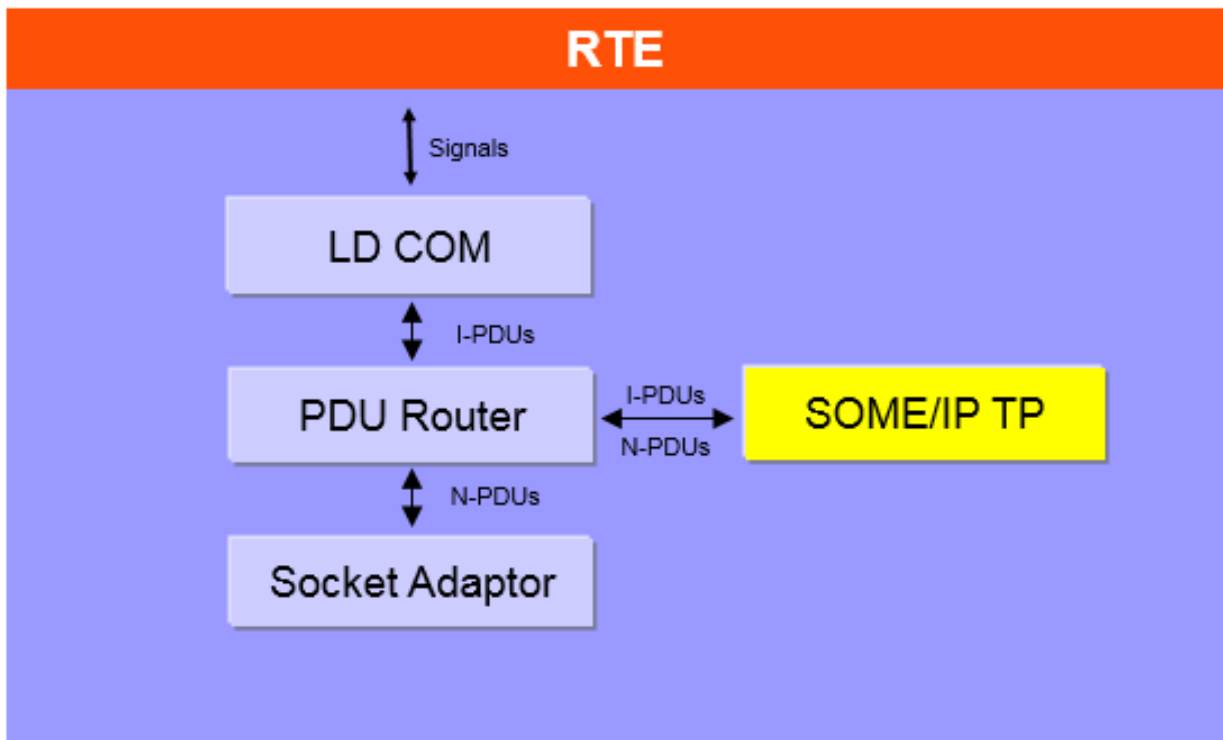 RTE
Signals
LD COM
I-PDUs
PDU Router
I-PDUs
N-PDUs
SOME/IP TP
N-PDUs
Socket Adaptor